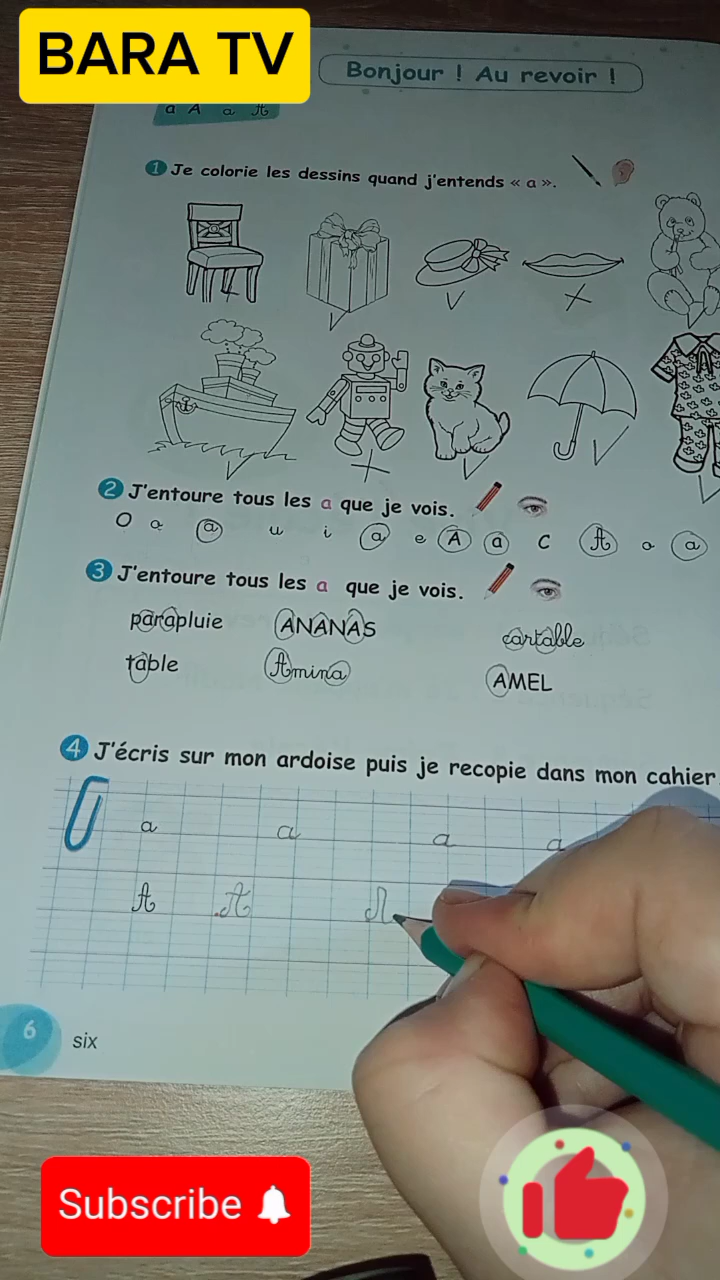 BARA TV
Bonjour ! Au revoir !
a A a A
1 Je colorie les dessins quand j'entends « a ».
2 J'entoure tous les a que je vois.
O a a u i a e A a c A a a
3 J'entoure tous les a que je vois.
parapluie ANANAS cartable
table Amina AMEL
4 J'écris sur mon ardoise puis je recopie dans mon cahier.
a a a a
A A
6 six
Subscribe